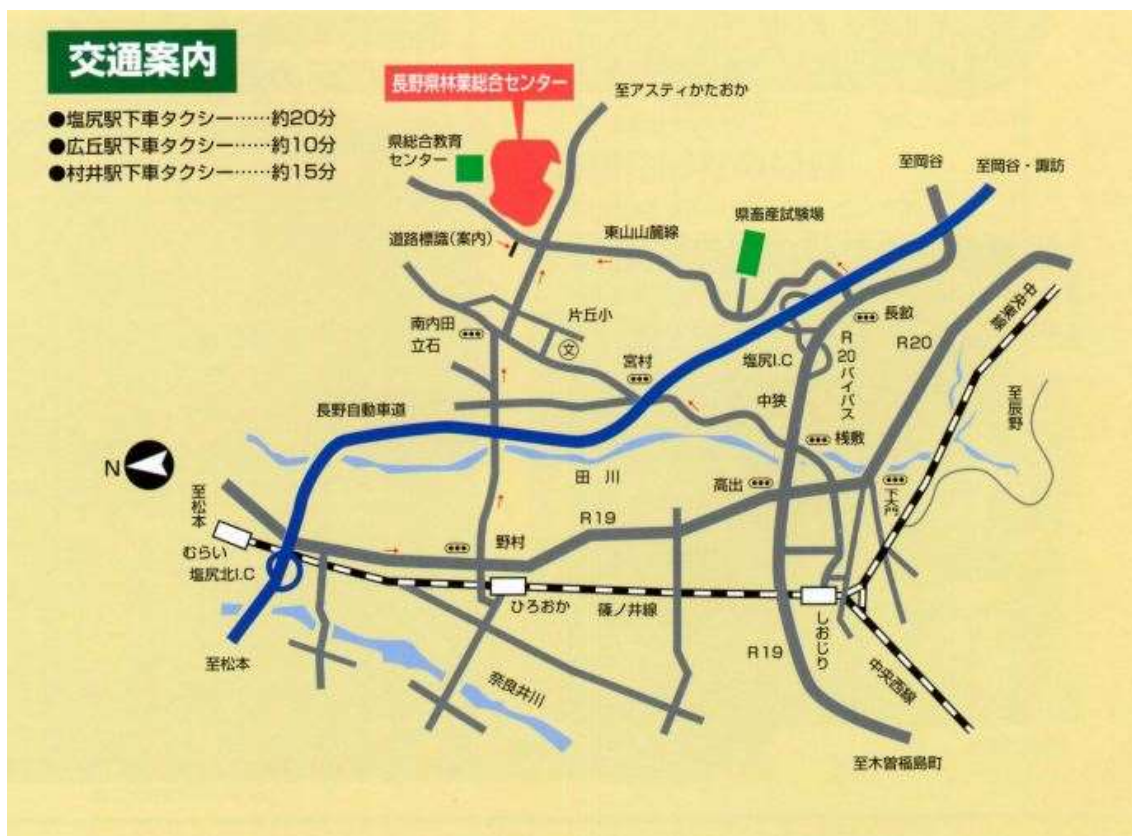 交通案内
●塩尻駅下車タクシー……約20分
●広丘駅下車タクシー……約10分
●村井駅下車タクシー……約15分
長野県林業総合センター
至アスティかたおか
県総合教育
センター
至岡谷
至岡谷・諏訪
県畜産試験場
道路標識(案内)
東山山麓線
片丘小
南内田
立石
文
長畝
R20
R20バイパス
塩尻I.C
中央東線
宮村
中狭
至辰野
長野自動車道
桟敷
N
田川
高出
下大門
至松本
R19
野村
むらい
塩尻北I.C
ひろおか
篠ノ井線
しおじり
R19
至松本
奈良井川
中央西線
至木曽福島町